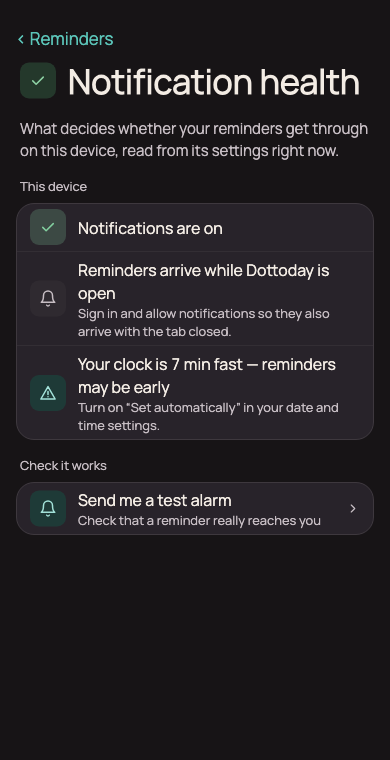 ‹ Reminders
Notification health
What decides whether your reminders get through
on this device, read from its settings right now.
This device
Notifications are on
Reminders arrive while Dottoday is
open
Sign in and allow notifications so they also
arrive with the tab closed.
Your clock is 7 min fast — reminders
may be early
Turn on “Set automatically” in your date and
time settings.
Check it works
Send me a test alarm
Check that a reminder really reaches you